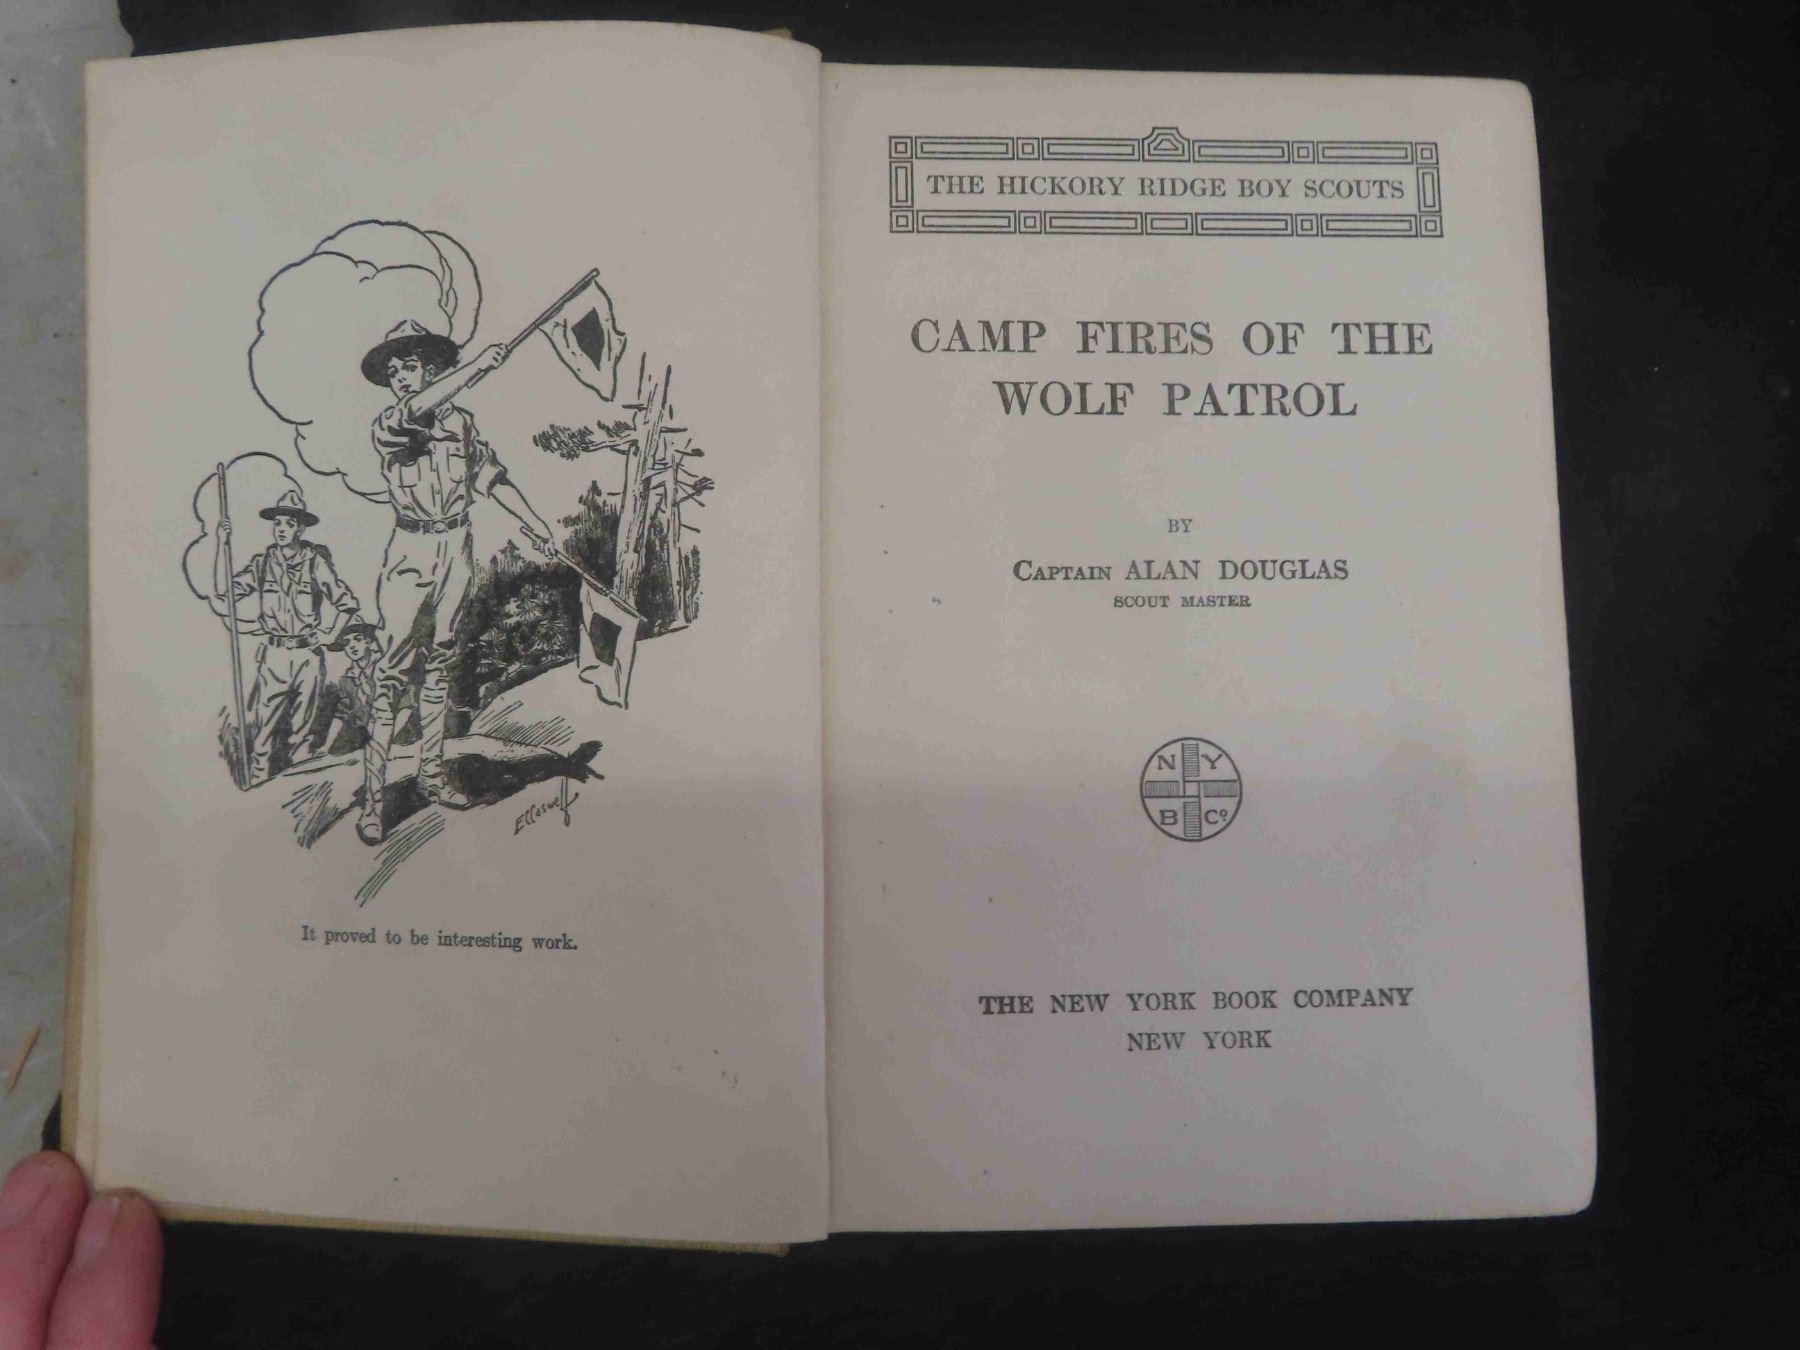 ECCaswell
It proved to be interesting work.
THE HICKORY RIDGE BOY SCOUTS
CAMP FIRES OF THE
WOLF PATROL
BY
CAPTAIN ALAN DOUGLAS
SCOUT MASTER
N Y
B Co
THE NEW YORK BOOK COMPANY
NEW YORK